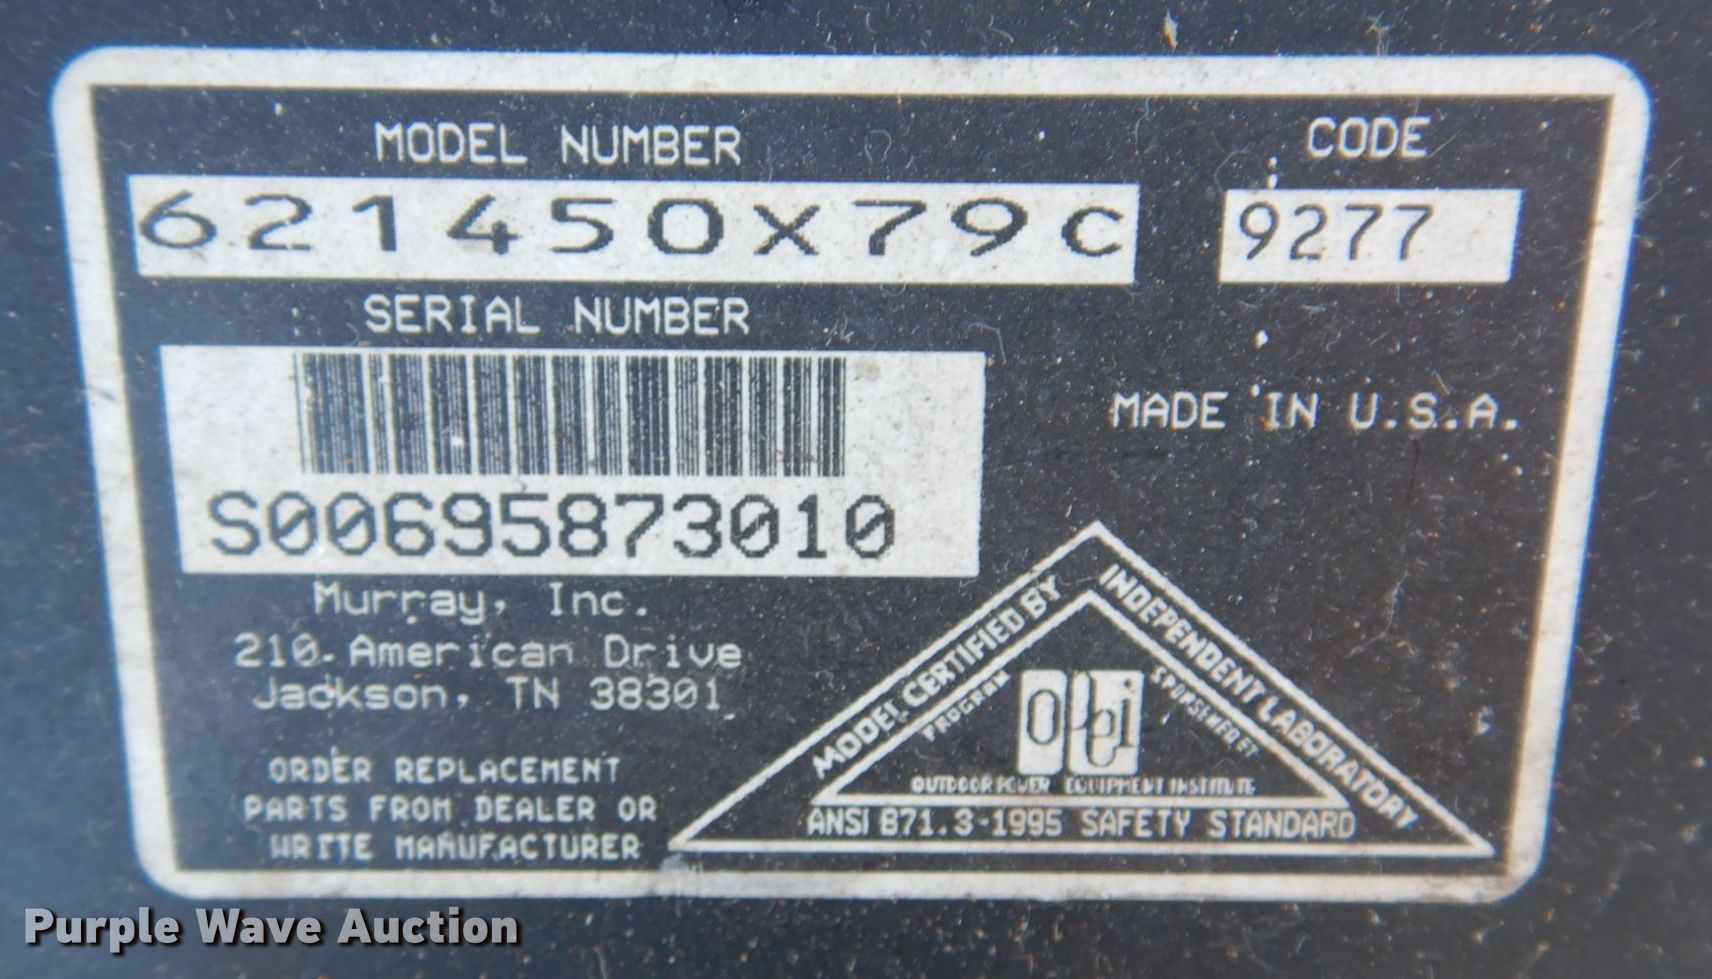 MODEL NUMBER
CODE
621450X79C
9277
SERIAL NUMBER
MADE IN U.S.A.
S00695873010
Murray, Inc.
210 American Drive
Jackson, TN 38301
ORDER REPLACEMENT
PARTS FROM DEALER OR
WRITE MANUFACTURER
MODEL CERTIFIED BY
INDEPENDENT LABORATORY
PROGRAM
opei
OUTDOOR POWER EQUIPMENT INSTITUTE
ANSI B71.3-1995 SAFETY STANDARD
Purple Wave Auction